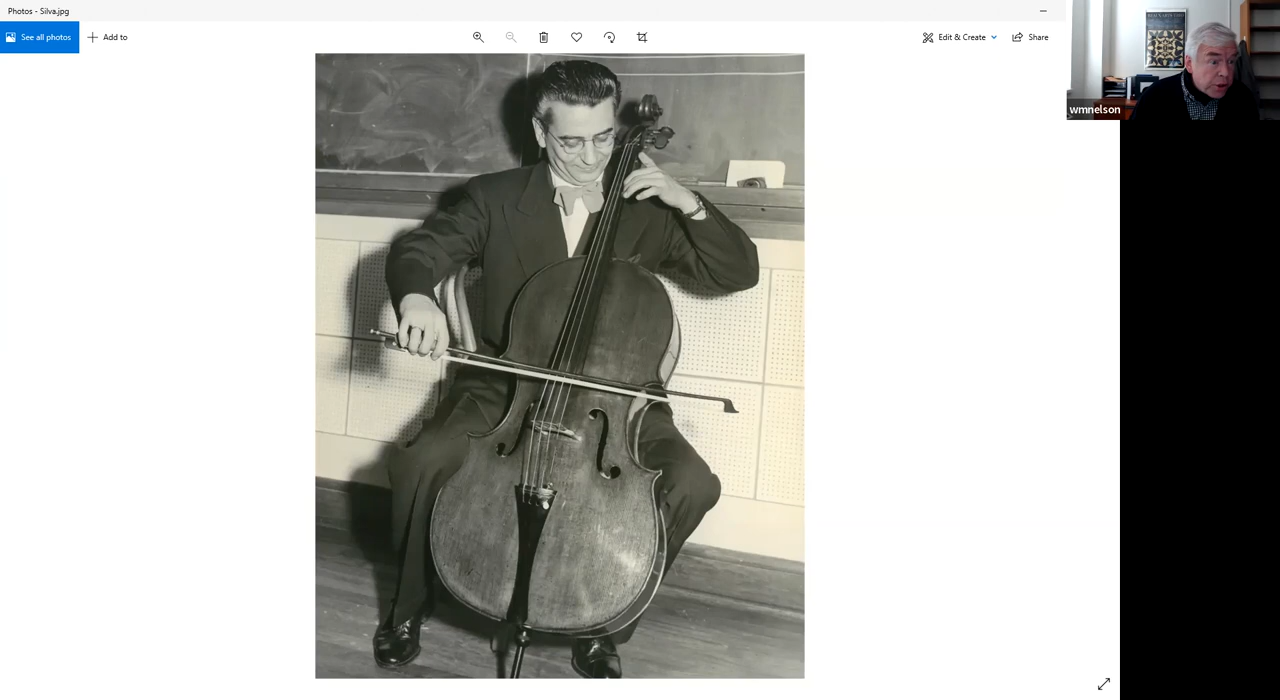 Photos - Silva.jpg
See all photos
Add to
Edit & Create
Share
wmnelson